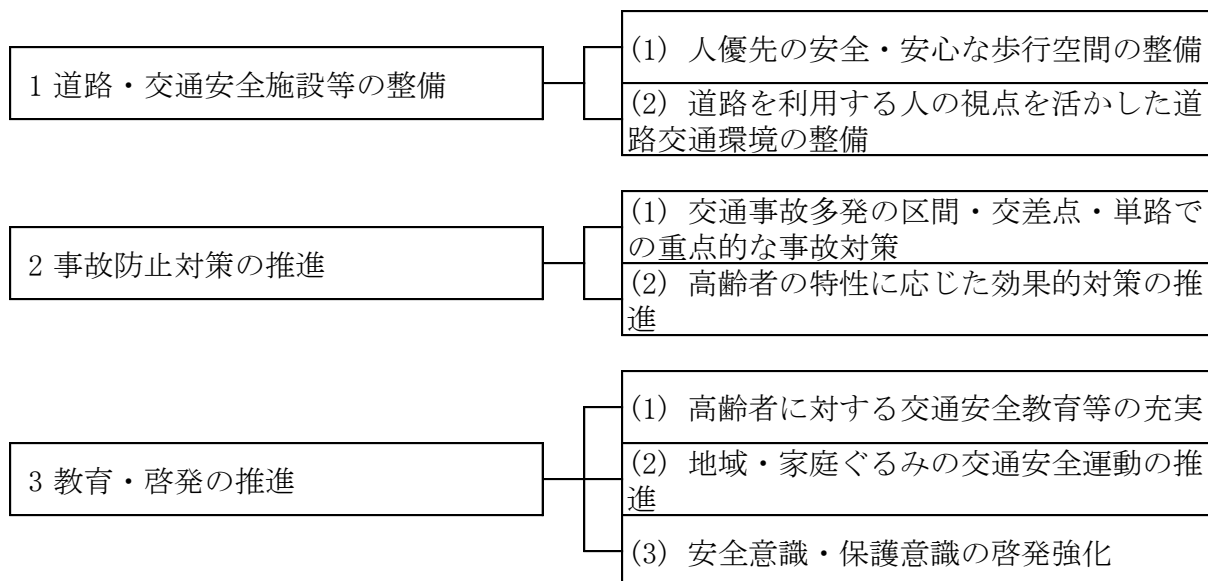 1 道路・交通安全施設等の整備
(1) 人優先の安全・安心な歩行空間の整備
(2) 道路を利用する人の視点を活かした道
路交通環境の整備
2 事故防止対策の推進
(1) 交通事故多発の区間・交差点・単路で
の重点的な事故対策
(2) 高齢者の特性に応じた効果的対策の推
進
3 教育・啓発の推進
(1) 高齢者に対する交通安全教育等の充実
(2) 地域・家庭ぐるみの交通安全運動の推
進
(3) 安全意識・保護意識の啓発強化